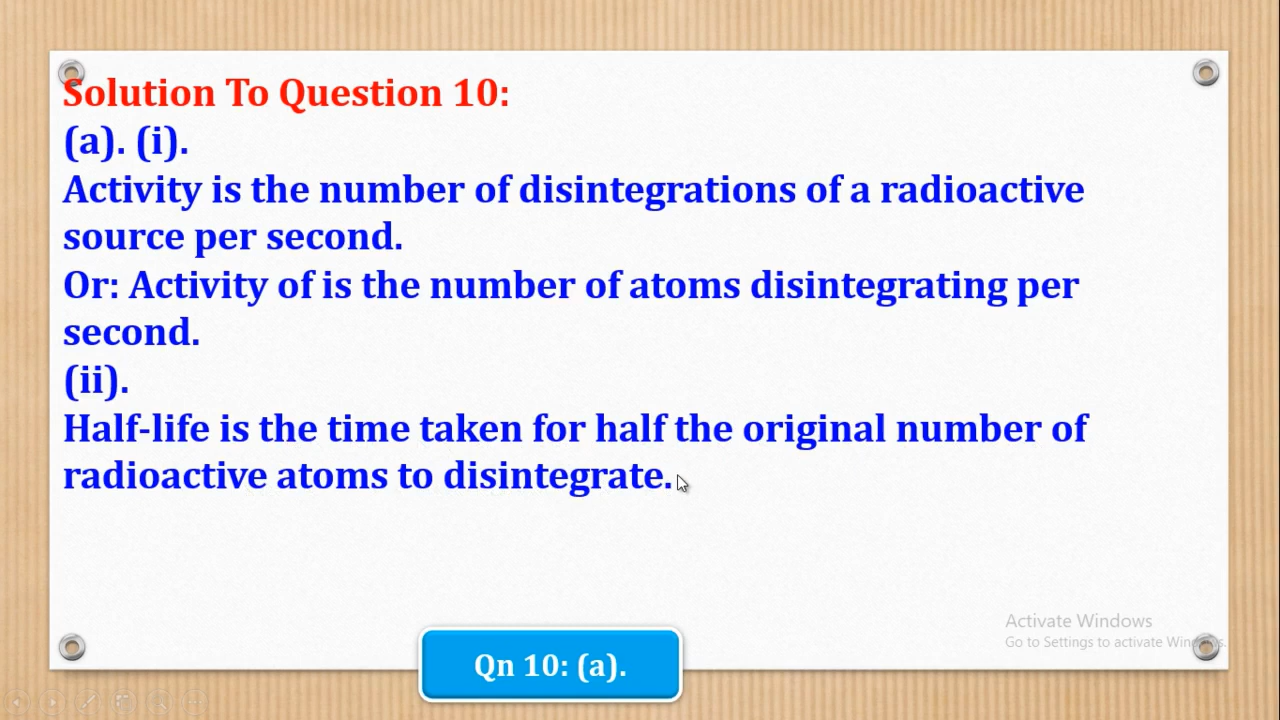 Solution To Question 10:
(a). (i).
Activity is the number of disintegrations of a radioactive
source per second.
Or: Activity of is the number of atoms disintegrating per
second.
(ii).
Half-life is the time taken for half the original number of
radioactive atoms to disintegrate.
Activate Windows
Go to Settings to activate Windows.
Qn 10: (a).